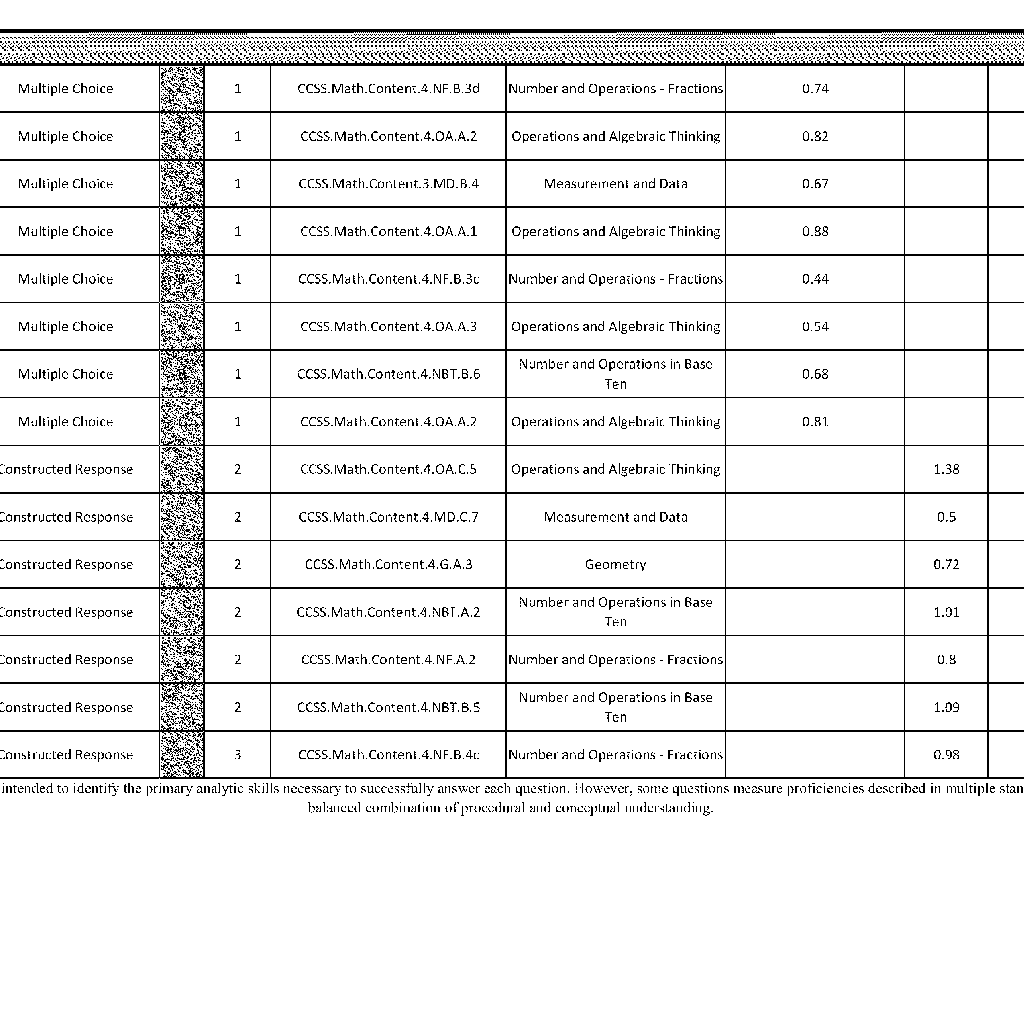 Multiple Choice 1 CCSS.Math.Content.4.NF.B.3d Number and Operations - Fractions 0.74
Multiple Choice 1 CCSS.Math.Content.4.OA.A.2 Operations and Algebraic Thinking 0.82
Multiple Choice 1 CCSS.Math.Content.3.MD.B.4 Measurement and Data 0.67
Multiple Choice 1 CCSS.Math.Content.4.OA.A.1 Operations and Algebraic Thinking 0.88
Multiple Choice 1 CCSS.Math.Content.4.NF.B.3c Number and Operations - Fractions 0.44
Multiple Choice 1 CCSS.Math.Content.4.OA.A.3 Operations and Algebraic Thinking 0.54
Multiple Choice 1 CCSS.Math.Content.4.NBT.B.6 Number and Operations in Base
Ten 0.68
Multiple Choice 1 CCSS.Math.Content.4.OA.A.2 Operations and Algebraic Thinking 0.81
Constructed Response 2 CCSS.Math.Content.4.OA.C.5 Operations and Algebraic Thinking 1.38
Constructed Response 2 CCSS.Math.Content.4.MD.C.7 Measurement and Data 0.5
Constructed Response 2 CCSS.Math.Content.4.G.A.3 Geometry 0.72
Constructed Response 2 CCSS.Math.Content.4.NBT.A.2 Number and Operations in Base
Ten 1.01
Constructed Response 2 CCSS.Math.Content.4.NF.A.2 Number and Operations - Fractions 0.8
Constructed Response 2 CCSS.Math.Content.4.NBT.B.5 Number and Operations in Base
Ten 1.09
Constructed Response 3 CCSS.Math.Content.4.NF.B.4c Number and Operations - Fractions 0.98
intended to identify the primary analytic skills necessary to successfully answer each question. However, some questions measure proficiencies described in multiple stan
balanced combination of procedural and conceptual understanding.